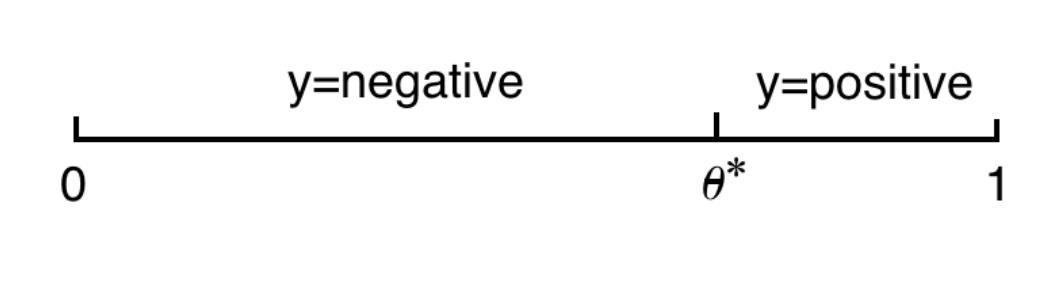 y=negative y=positive
0 θ* 1